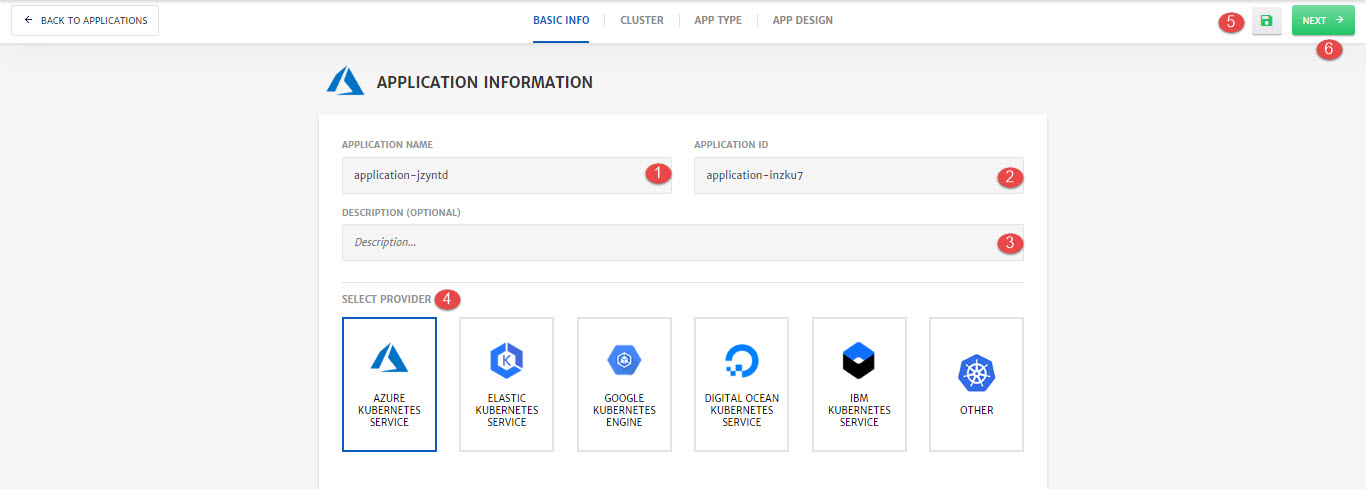 BACK TO APPLICATIONS
BASIC INFO
CLUSTER
APP TYPE
APP DESIGN
5
NEXT
6
APPLICATION INFORMATION
APPLICATION NAME
APPLICATION ID
application-jzyntd
1
application-inzku7
2
DESCRIPTION (OPTIONAL)
Description...
3
SELECT PROVIDER
4
AZURE
KUBERNETES
SERVICE
K
ELASTIC
KUBERNETES
SERVICE
GOOGLE
KUBERNETES
ENGINE
DIGITAL OCEAN
KUBERNETES
SERVICE
IBM
KUBERNETES
SERVICE
OTHER